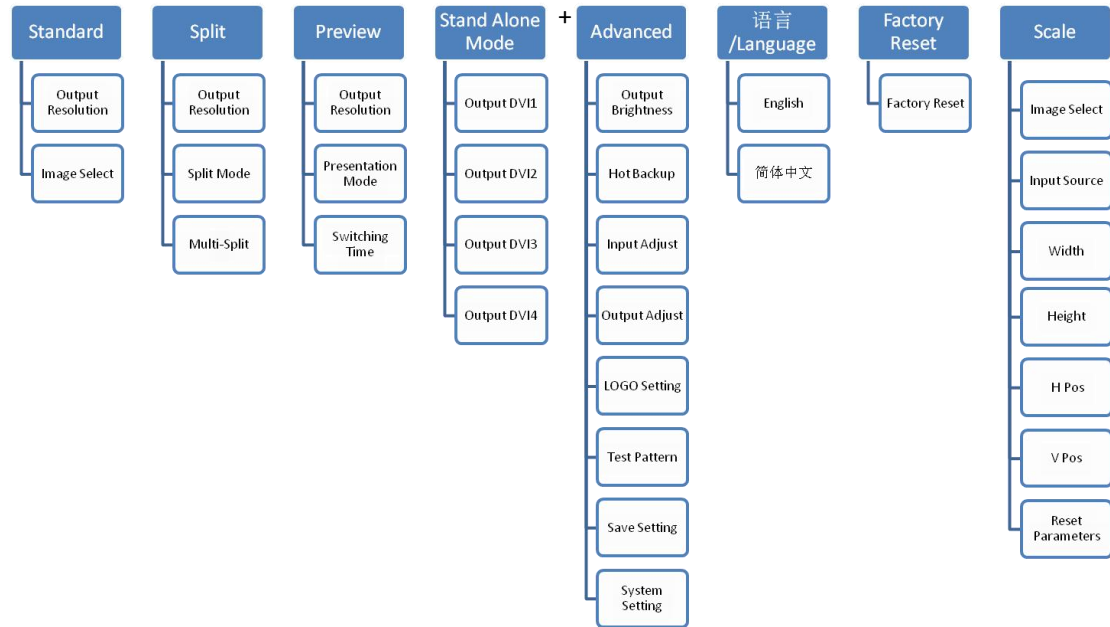 Standard
Output
Resolution
Image Select
Split
Output
Resolution
Split Mode
Multi-Split
Preview
Output
Resolution
Presentation
Mode
Switching
Time
Stand Alone
Mode
Output DVI1
Output DVI2
Output DVI3
Output DVI4
+
Advanced
Output
Brightness
Hot Backup
Input Adjust
Output Adjust
LOGO Setting
Test Pattern
Save Setting
System
Setting
语言
/Language
English
简体中文
Factory
Reset
Factory Reset
Scale
Image Select
Input Source
Width
Height
H Pos
V Pos
Reset
Parameters